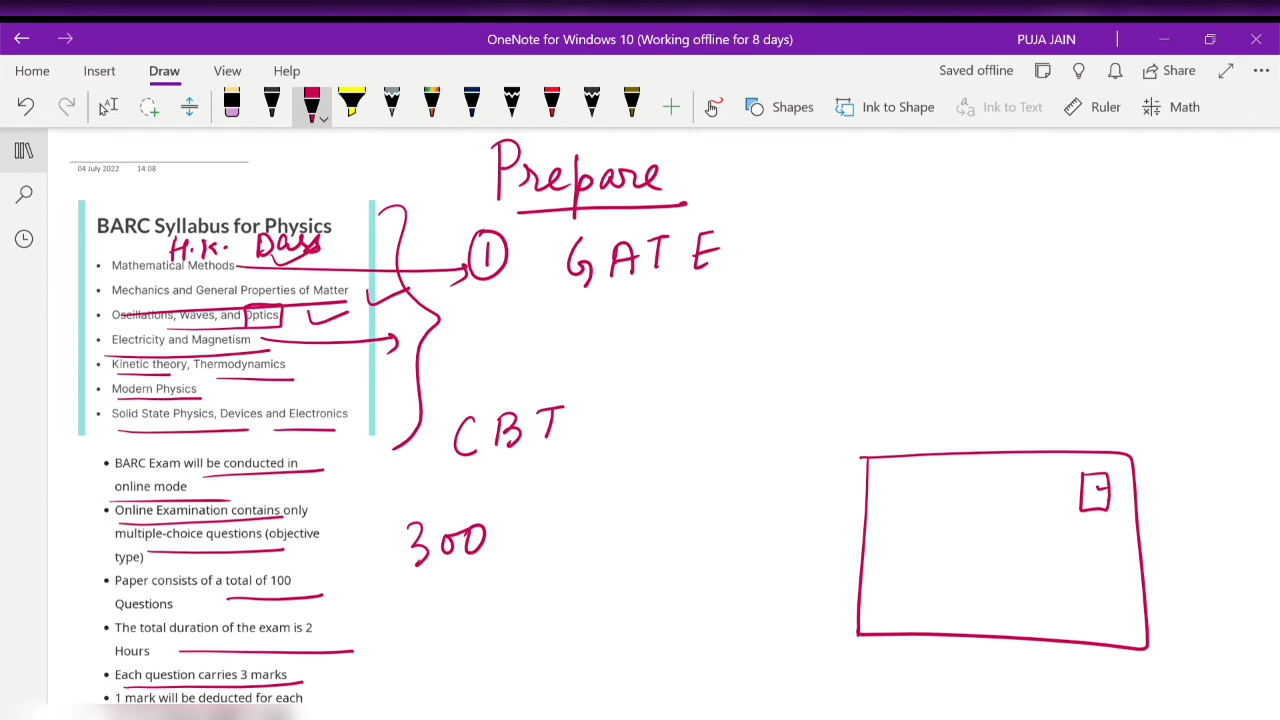 OneNote for Windows 10 (Working offline for 8 days)
PUJA JAIN
Home Insert Draw View Help
Saved offline
Share
Shapes
Ink to Shape
Ink to Text
Ruler
Math
04 July 2022 14:08
Prepare
BARC Syllabus for Physics
H.K. Dass
• Mathematical Methods
① GATE
• Mechanics and General Properties of Matter
• Oscillations, Waves, and Optics
• Electricity and Magnetism
• Kinetic theory, Thermodynamics
• Modern Physics
• Solid State Physics, Devices and Electronics
CBT
• BARC Exam will be conducted in
online mode
• Online Examination contains only
multiple-choice questions (objective
type)
300
• Paper consists of a total of 100
Questions
• The total duration of the exam is 2
Hours
• Each question carries 3 marks
• 1 mark will be deducted for each